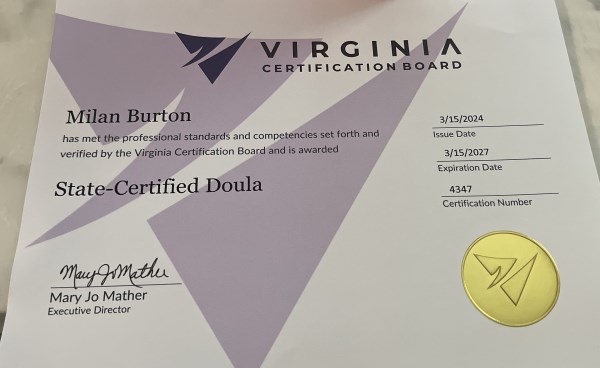 VIRGINIA
CERTIFICATION BOARD
Milan Burton
has met the professional standards and competencies set forth and
verified by the Virginia Certification Board and is awarded
State-Certified Doula
3/15/2024
Issue Date
3/15/2027
Expiration Date
4347
Certification Number
Mary Jo Mather
Mary Jo Mather
Executive Director